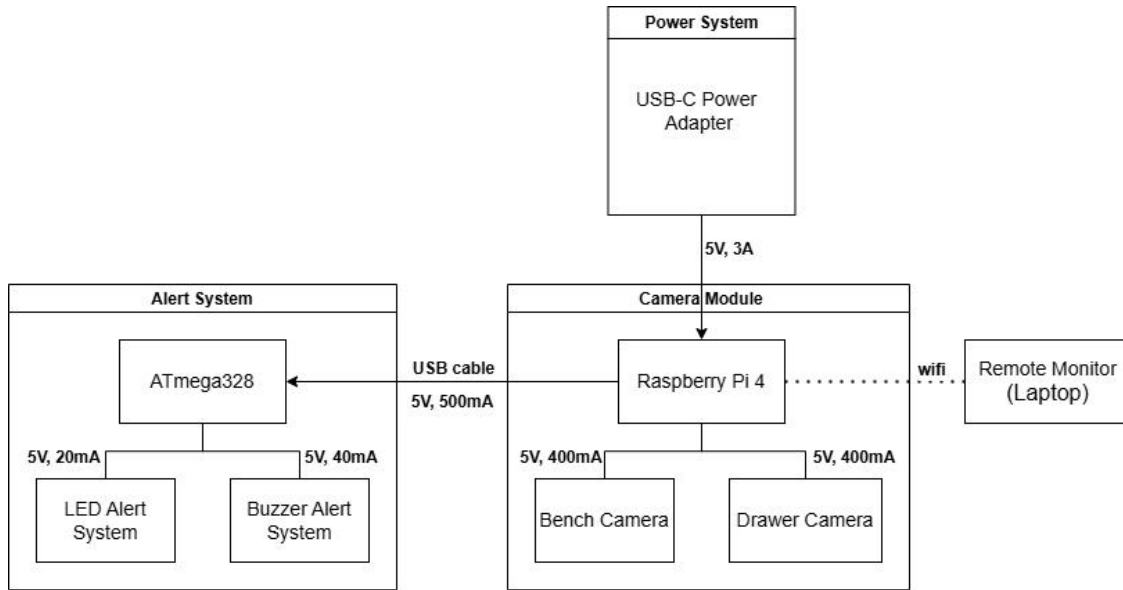 Power System
USB-C Power
Adapter
5V, 3A
Alert System
Camera Module
ATmega328
USB cable
5V, 500mA
Raspberry Pi 4
wifi
Remote Monitor
(Laptop)
5V, 20mA
5V, 40mA
5V, 400mA
5V, 400mA
LED Alert
System
Buzzer Alert
System
Bench Camera
Drawer Camera